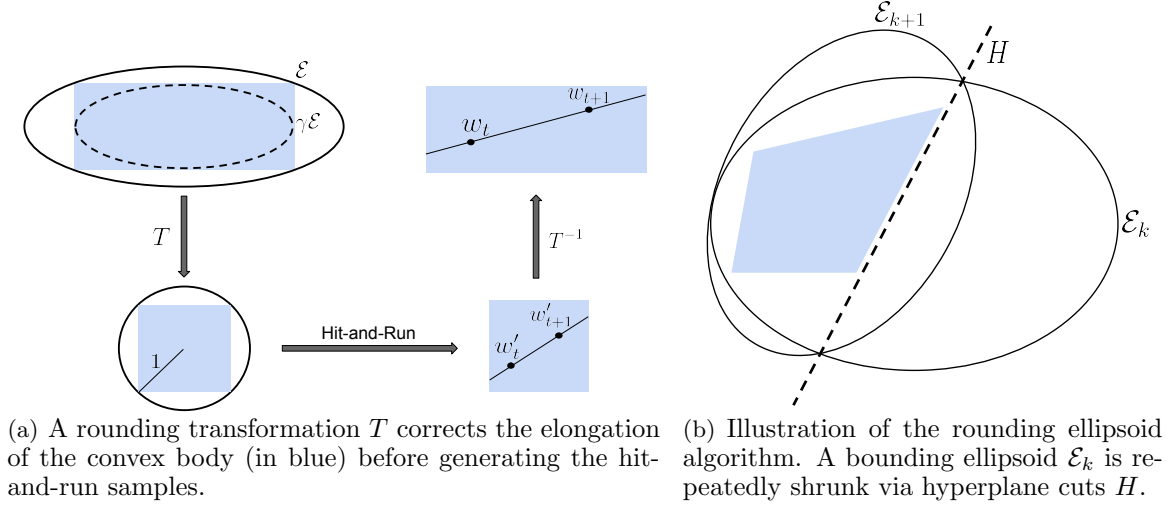 ℰ
γℰ
w_t
w_{t+1}
T
T^{-1}
1
Hit-and-Run
w'_t
w'_{t+1}
(a) A rounding transformation T corrects the elongation
of the convex body (in blue) before generating the hit-
and-run samples.
ℰ_{k+1}
H
ℰ_k
(b) Illustration of the rounding ellipsoid
algorithm. A bounding ellipsoid ℰ_k is re-
peatedly shrunk via hyperplane cuts H.